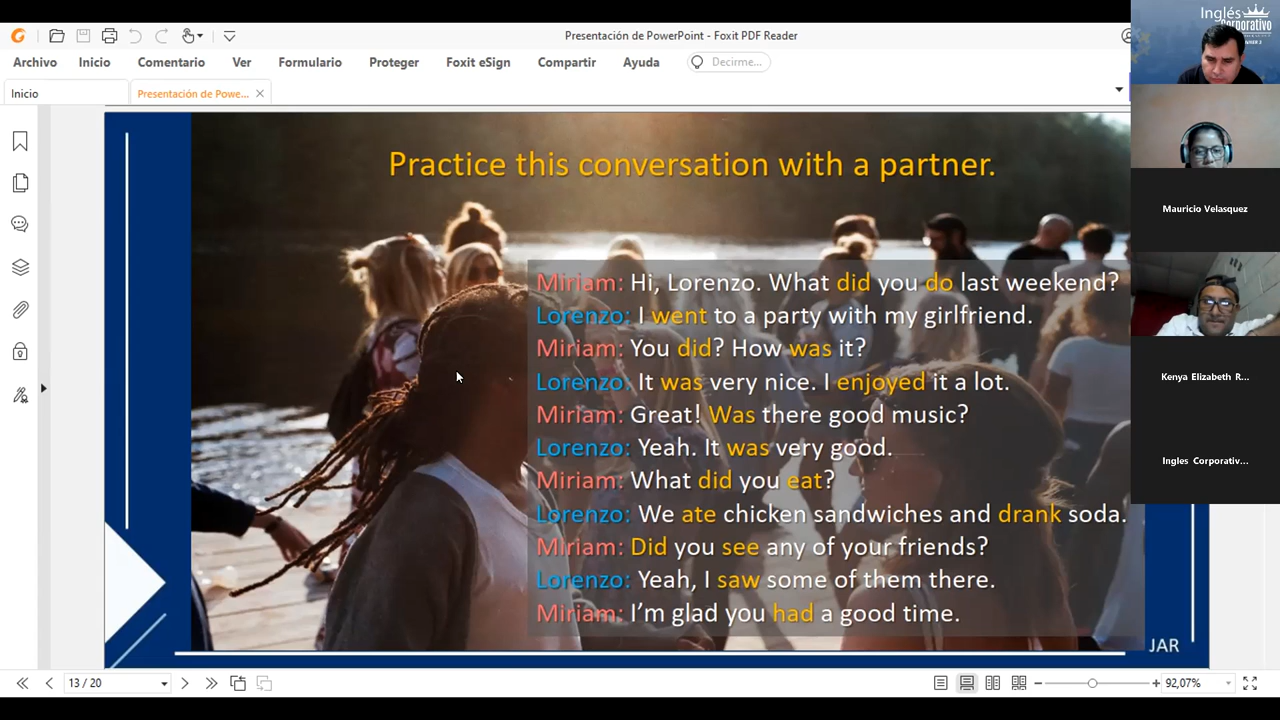 Presentación de PowerPoint - Foxit PDF Reader
Archivo Inicio Comentario Ver Formulario Proteger Foxit eSign Compartir Ayuda Decirme...
Inicio Presentación de Powe...
Practice this conversation with a partner.
Miriam: Hi, Lorenzo. What did you do last weekend?
Lorenzo: I went to a party with my girlfriend.
Miriam: You did? How was it?
Lorenzo. It was very nice. I enjoyed it a lot.
Miriam: Great! Was there good music?
Lorenzo: Yeah. It was very good.
Miriam: What did you eat?
Lorenzo: We ate chicken sandwiches and drank soda.
Miriam: Did you see any of your friends?
Lorenzo: Yeah, I saw some of them there.
Miriam: I'm glad you had a good time.
JAR
13 / 20
92,07%
Inglés
Corporativo
Mauricio Velasquez
Kenya Elizabeth R...
Ingles Corporativ...